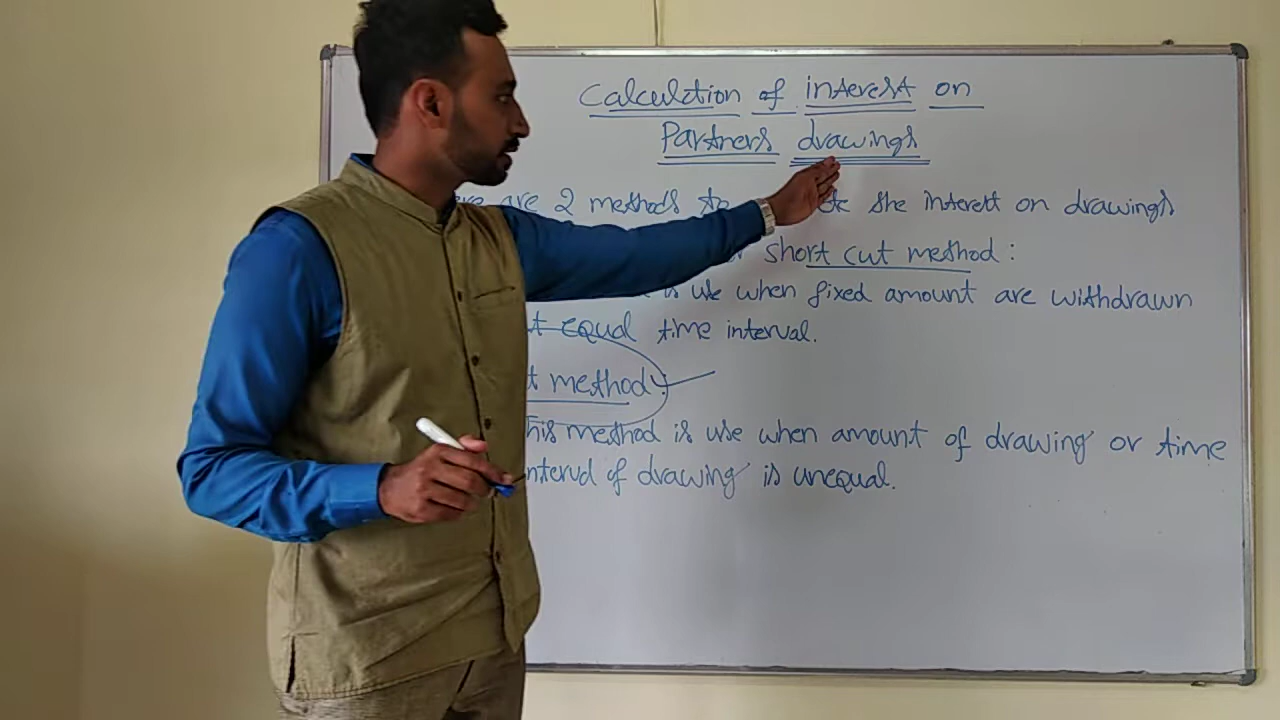 Calculation of interest on
Partners drawings
are 2 methods to the interest on drawings
short cut method :
is use when fixed amount are withdrawn
equal time interval.
method :
method is use when amount of drawing or time
of drawing is unequal.